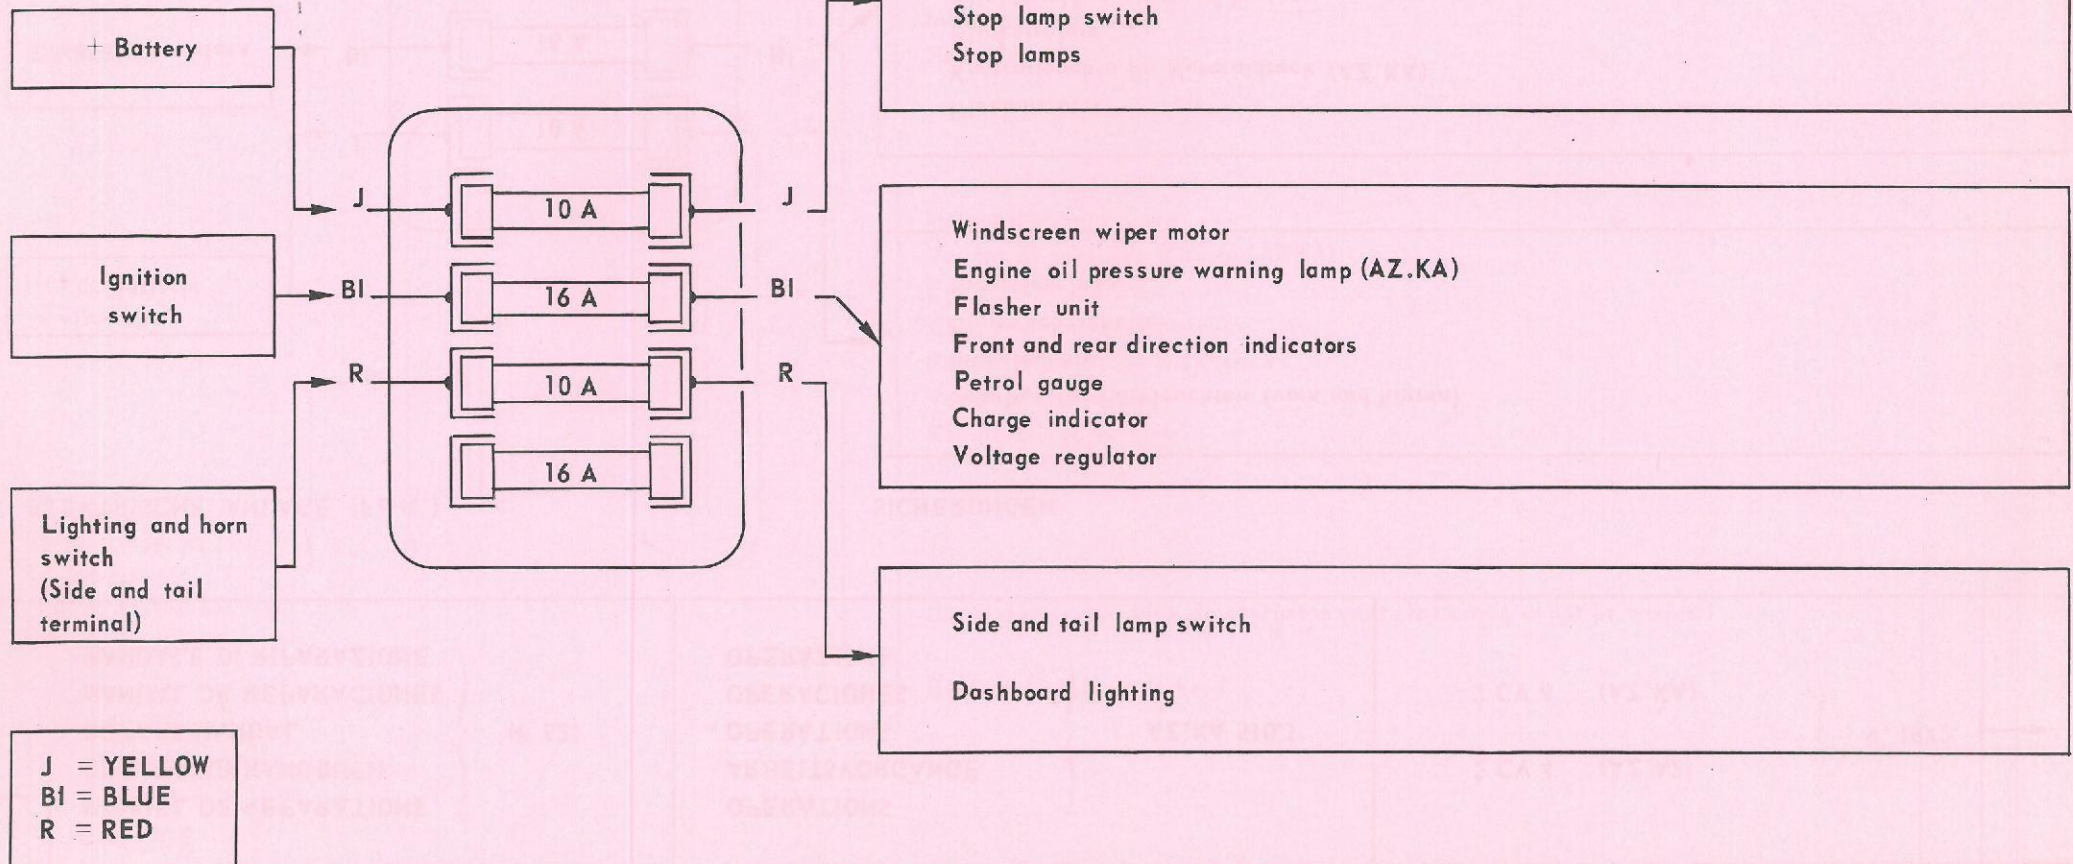 + Battery
Stop lamp switch
Stop lamps
J
10 A
J
Ignition
switch
Bl
16 A
Bl
R
10 A
R
16 A
Windscreen wiper motor
Engine oil pressure warning lamp (AZ.KA)
Flasher unit
Front and rear direction indicators
Petrol gauge
Charge indicator
Voltage regulator
Lighting and horn
switch
(Side and tail
terminal)
Side and tail lamp switch
Dashboard lighting
J = YELLOW
Bl = BLUE
R = RED